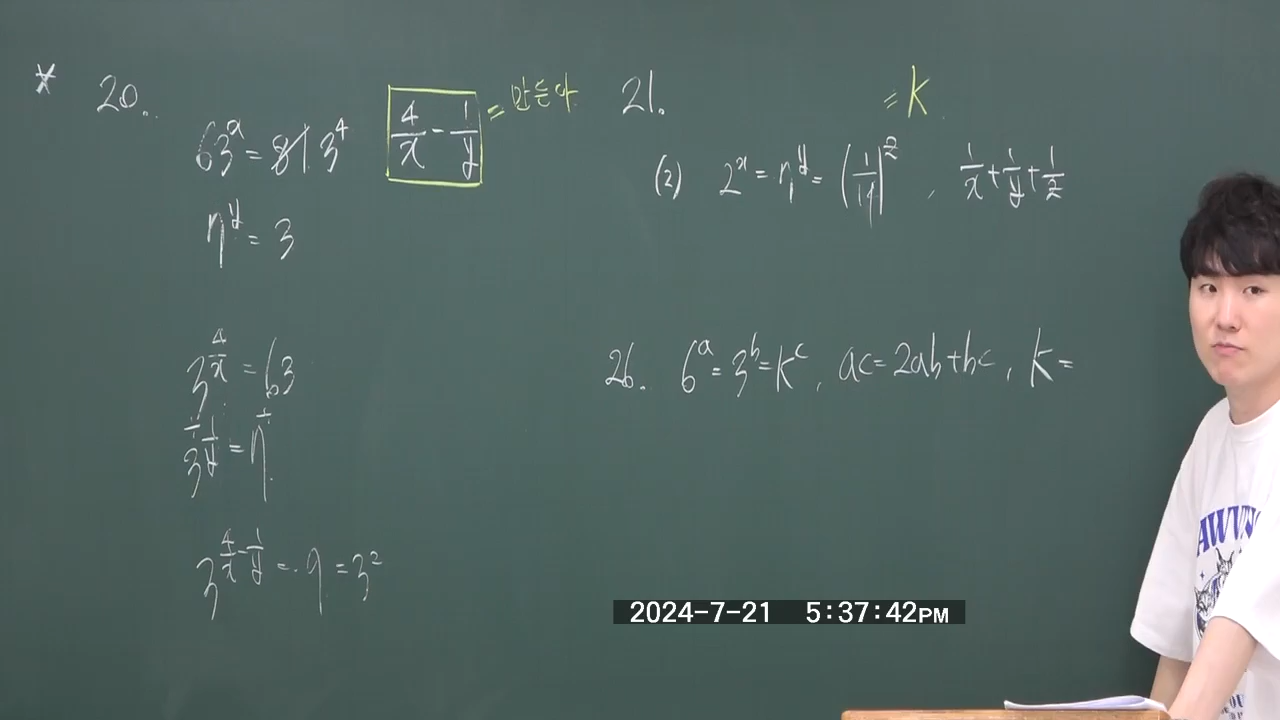 * 20.
63^a = 81 3^4
4/x - 1/y = 만든다
7^y = 3
3^(4/x) = 63
÷ 3^(1/y) = 7 ÷
3^(4/x - 1/y) = 9 = 3^2
21.
= K
(2) 2^x = 7^y = (1/14)^z , 1/x + 1/y + 1/z
26. 6^a = 3^b = K^c , ac = 2ab + bc , K =
2024-7-21 5:37:42PM